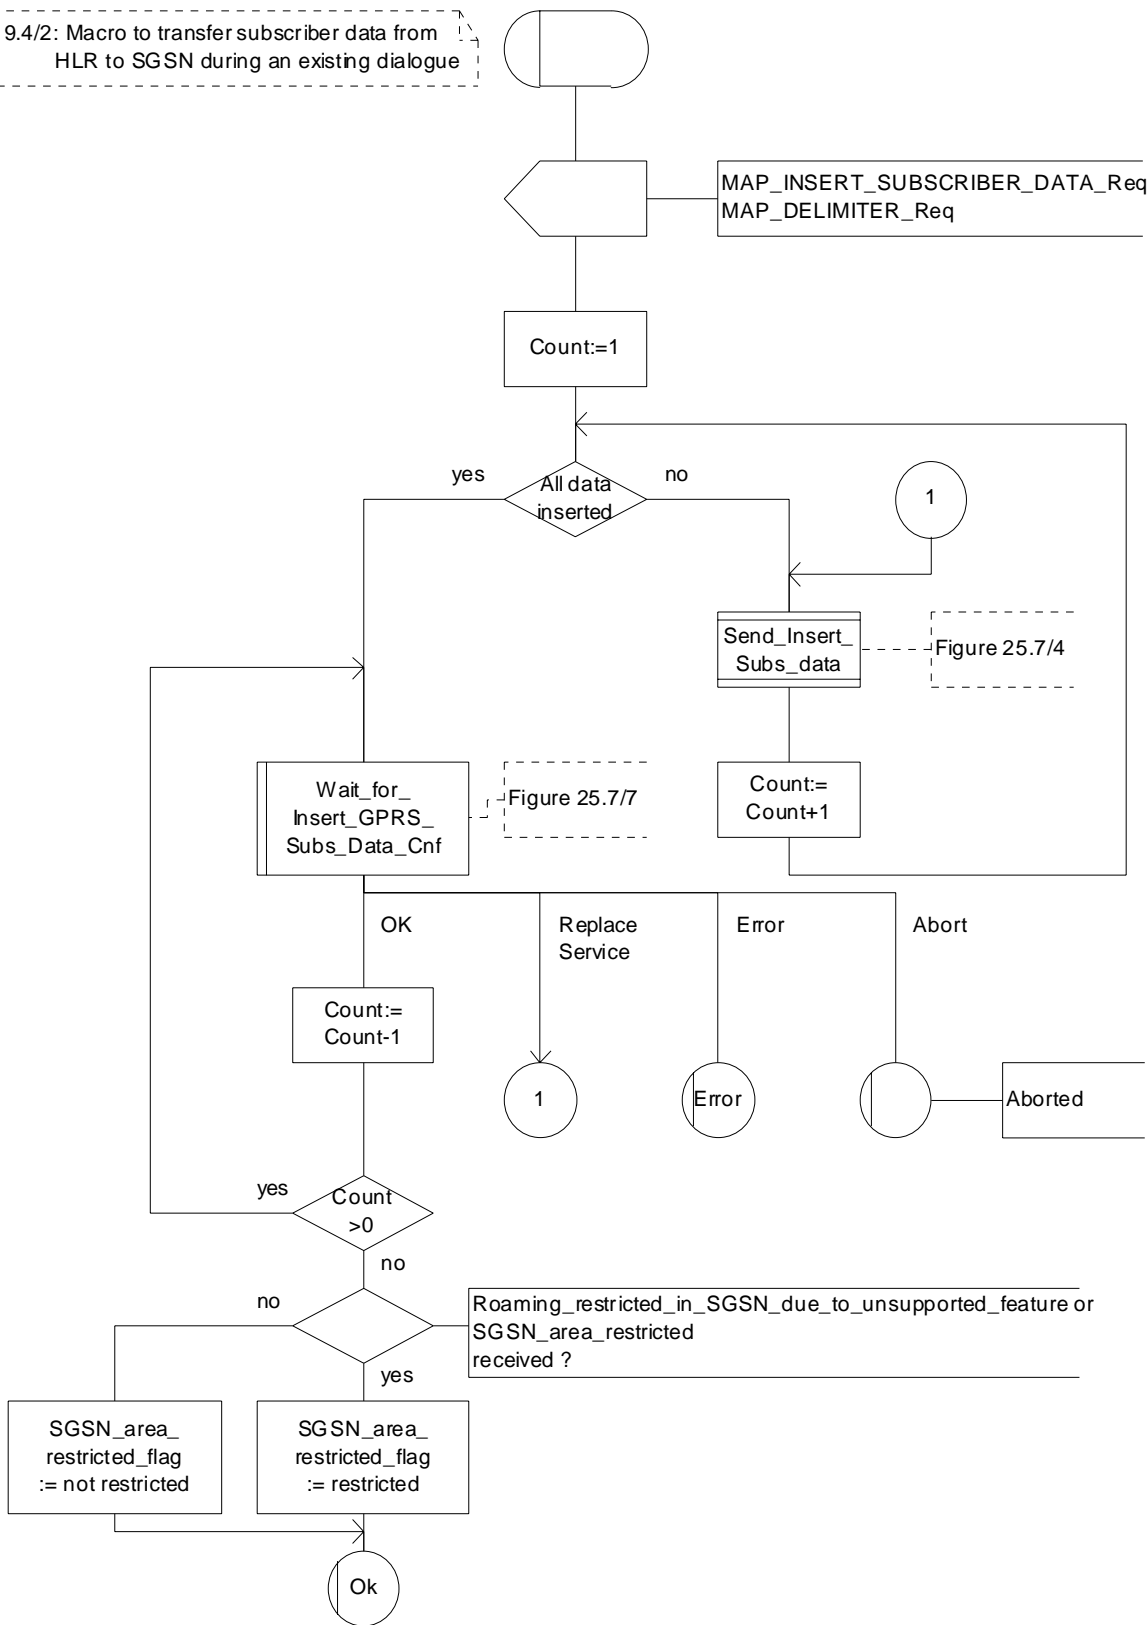 9.4/2: Macro to transfer subscriber data from
HLR to SGSN during an existing dialogue
MAP_INSERT_SUBSCRIBER_DATA_Req
MAP_DELIMITER_Req
Count:=1
yes
All data
inserted
no
1
Send_Insert_
Subs_data
Figure 25.7/4
Wait_for_
Insert_GPRS_
Subs_Data_Cnf
Figure 25.7/7
Count:=
Count+1
OK
Replace
Service
Error
Abort
Count:=
Count-1
1
Error
Aborted
yes
Count
>0
no
no
Roaming_restricted_in_SGSN_due_to_unsupported_feature or
SGSN_area_restricted
received ?
yes
SGSN_area_
restricted_flag
:= not restricted
SGSN_area_
restricted_flag
:= restricted
Ok